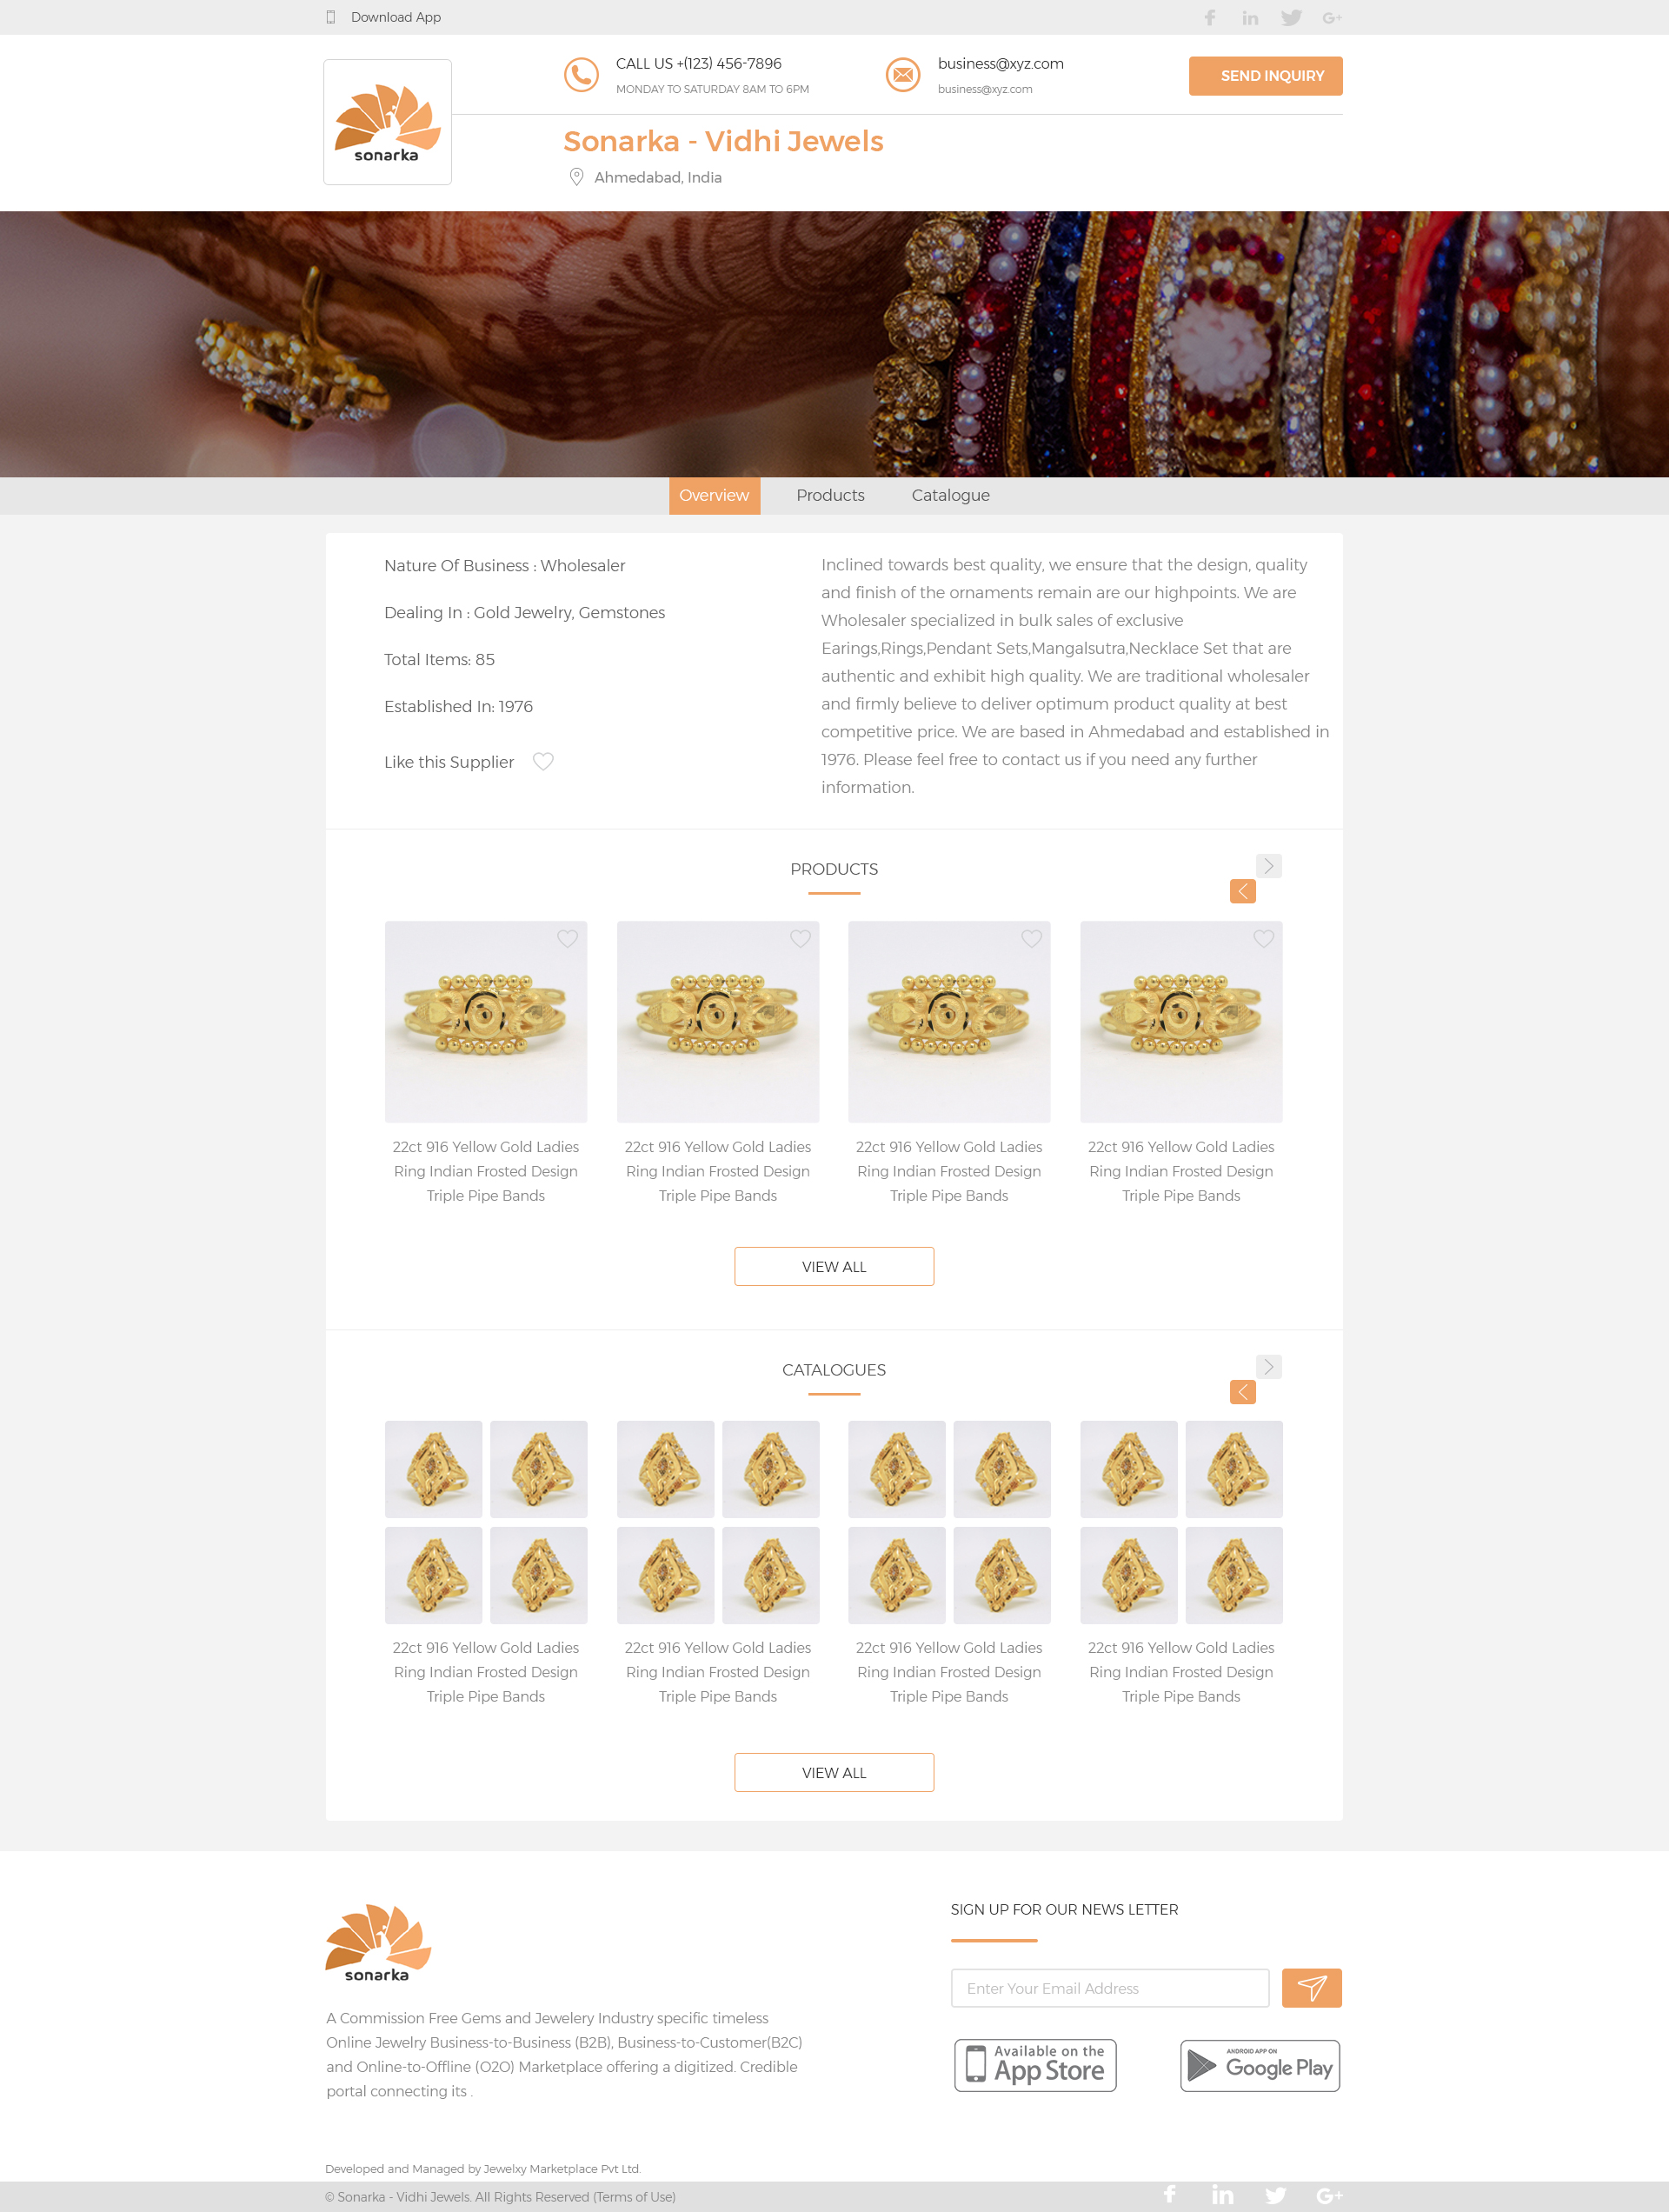 Download App
CALL US +(123) 456-7896
MONDAY TO SATURDAY 8AM TO 6PM
business@xyz.com
business@xyz.com
SEND INQUIRY
sonarka
Sonarka - Vidhi Jewels
Ahmedabad, India
Overview Products Catalogue
Nature Of Business : Wholesaler
Dealing In : Gold Jewelry, Gemstones
Total Items: 85
Established In: 1976
Like this Supplier
Inclined towards best quality, we ensure that the design, quality
and finish of the ornaments remain are our highpoints. We are
Wholesaler specialized in bulk sales of exclusive
Earings,Rings,Pendant Sets,Mangalsutra,Necklace Set that are
authentic and exhibit high quality. We are traditional wholesaler
and firmly believe to deliver optimum product quality at best
competitive price. We are based in Ahmedabad and established in
1976. Please feel free to contact us if you need any further
information.
PRODUCTS
22ct 916 Yellow Gold Ladies
Ring Indian Frosted Design
Triple Pipe Bands
22ct 916 Yellow Gold Ladies
Ring Indian Frosted Design
Triple Pipe Bands
22ct 916 Yellow Gold Ladies
Ring Indian Frosted Design
Triple Pipe Bands
22ct 916 Yellow Gold Ladies
Ring Indian Frosted Design
Triple Pipe Bands
VIEW ALL
CATALOGUES
22ct 916 Yellow Gold Ladies
Ring Indian Frosted Design
Triple Pipe Bands
22ct 916 Yellow Gold Ladies
Ring Indian Frosted Design
Triple Pipe Bands
22ct 916 Yellow Gold Ladies
Ring Indian Frosted Design
Triple Pipe Bands
22ct 916 Yellow Gold Ladies
Ring Indian Frosted Design
Triple Pipe Bands
VIEW ALL
sonarka
A Commission Free Gems and Jewelery Industry specific timeless
Online Jewelry Business-to-Business (B2B), Business-to-Customer(B2C)
and Online-to-Offline (O2O) Marketplace offering a digitized. Credible
portal connecting its .
SIGN UP FOR OUR NEWS LETTER
Enter Your Email Address
Available on the
App Store
ANDROID APP ON
Google Play
Developed and Managed by Jewelxy Marketplace Pvt Ltd.
© Sonarka - Vidhi Jewels. All Rights Reserved (Terms of Use)